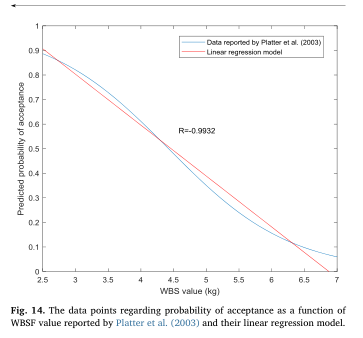 1
0.9
0.8
0.7
0.6
0.5
0.4
0.3
0.2
0.1
0
Predicted probability of acceptance
Data reported by Platter et al. (2003)
Linear regression model
R=-0.9932
2.5 3 3.5 4 4.5 5 5.5 6 6.5 7
WBS value (kg)
Fig. 14. The data points regarding probability of acceptance as a function of
WBSF value reported by Platter et al. (2003) and their linear regression model.